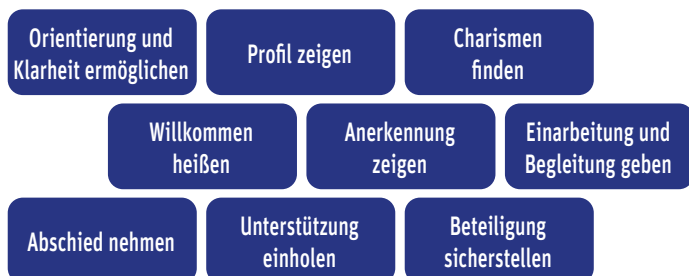 Orientierung und
Klarheit ermöglichen
Profil zeigen
Charismen
finden
Willkommen
heißen
Anerkennung
zeigen
Einarbeitung und
Begleitung geben
Abschied nehmen
Unterstützung
einholen
Beteiligung
sicherstellen